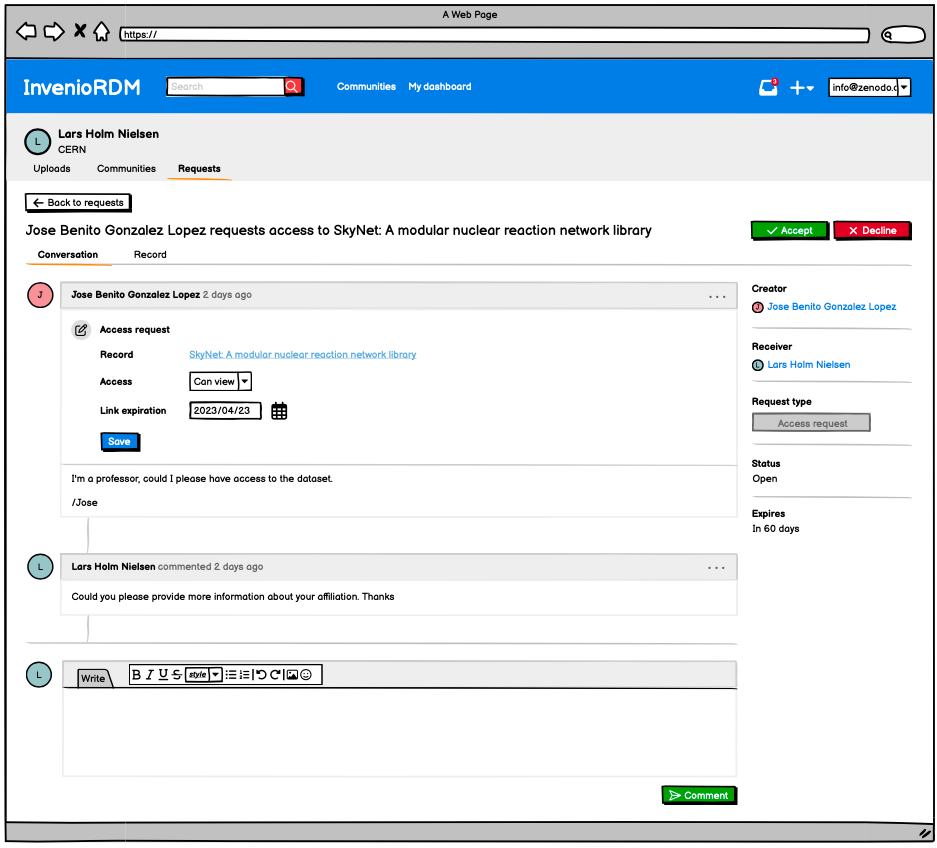 A Web Page
https://
InvenioRDM
Search
Communities
My dashboard
info@zenodo.c
L
Lars Holm Nielsen
CERN
Uploads
Communities
Requests
Back to requests
Jose Benito Gonzalez Lopez requests access to SkyNet: A modular nuclear reaction network library
Accept
Decline
Conversation
Record
J
Jose Benito Gonzalez Lopez 2 days ago
...
Access request
Record
SkyNet: A modular nuclear reaction network library
Access
Can view
Link expiration
2023/04/23
Save
I'm a professor, could I please have access to the dataset.
/Jose
L
Lars Holm Nielsen commented 2 days ago
...
Could you please provide more information about your affiliation. Thanks
L
Write
B I U S style
Comment
Creator
J Jose Benito Gonzalez Lopez
Receiver
L Lars Holm Nielsen
Request type
Access request
Status
Open
Expires
In 60 days